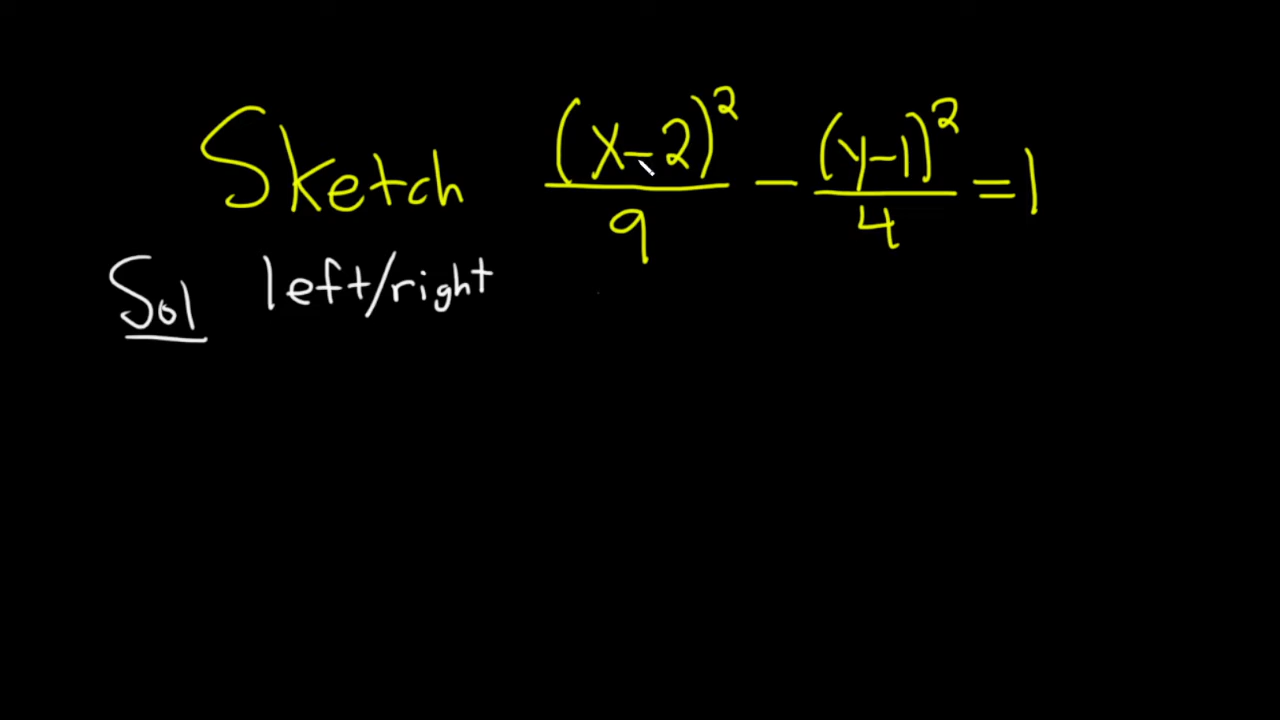 Sketch (x-2)²/9 - (y-1)²/4 = 1
Sol left/right